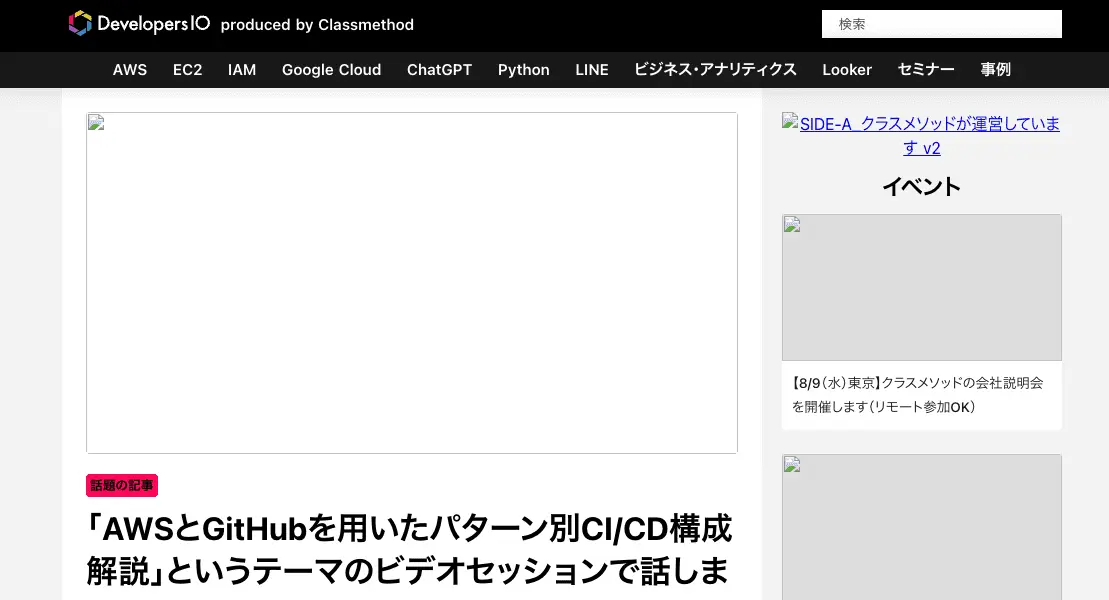 DevelopersIO produced by Classmethod
検索
AWS EC2 IAM Google Cloud ChatGPT Python LINE ビジネス・アナリティクス Looker セミナー 事例
話題の記事
「AWSとGitHubを用いたパターン別CI/CD構成
解説」というテーマのビデオセッションで話しま
SIDE-A_クラスメソッドが運営していま
す v2
イベント
【8/9（水）東京】クラスメソッドの会社説明会
を開催します（リモート参加OK）